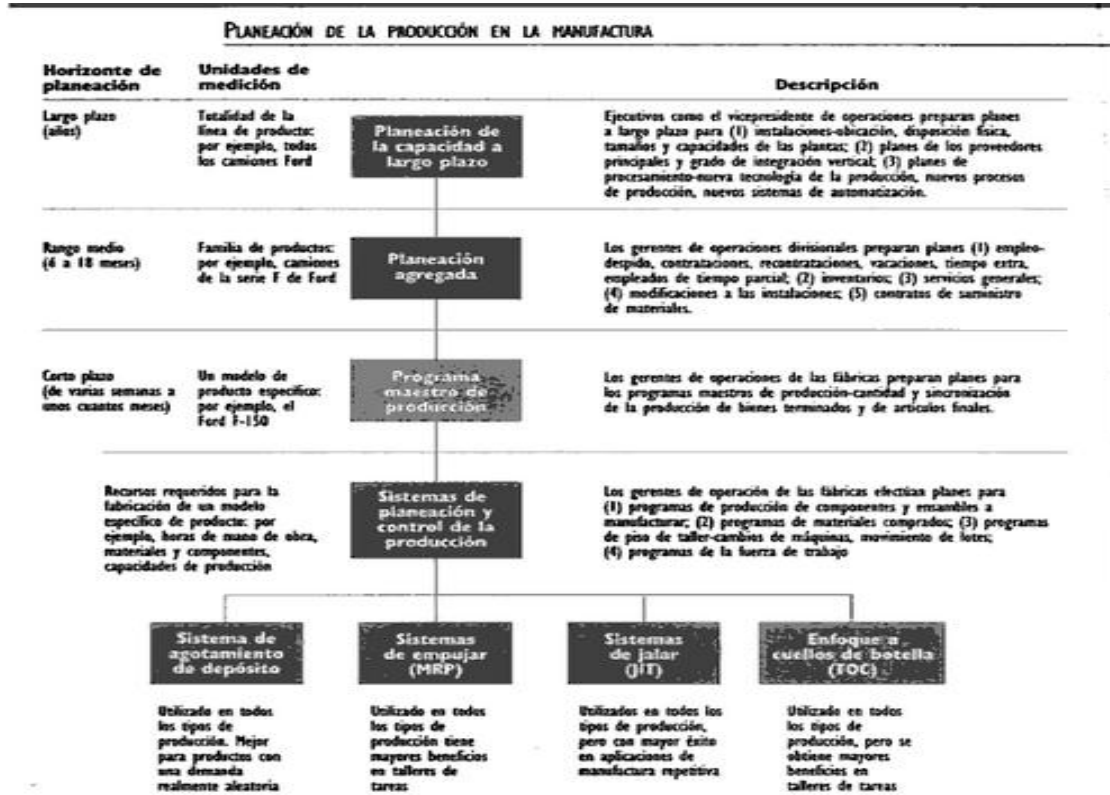 PLANEACIÓN DE LA PRODUCCIÓN EN LA MANUFACTURA
Horizonte de
planeación
Unidades de
medición
Descripción
Largo plazo
(años)
Totalidad de la
línea de producto:
por ejemplo, todos
los camiones Ford
Planeación de
la capacidad a
largo plazo
Ejecutivos como el vicepresidente de operaciones preparan planes
a largo plazo para (1) instalaciones-ubicación, disposición física,
tamaños y capacidades de las plantas; (2) planes de los proveedores
principales y grado de integración vertical; (3) planes de
procesamiento-nueva tecnología de la producción, nuevos procesos
de producción, nuevos sistemas de automatización.
Rango medio
(6 a 18 meses)
Familia de productos:
por ejemplo, camiones
de la serie F de Ford
Planeación
agregada
Los gerentes de operaciones divisionales preparan planes (1) empleo-
despido, contrataciones, recontrataciones, vacaciones, tiempo extra,
empleados de tiempo parcial; (2) inventarios; (3) servicios generales;
(4) modificaciones a las instalaciones; (5) contratos de suministro
de materiales.
Corto plazo
(de varias semanas a
unos cuantos meses)
Un modelo de
producto específico:
por ejemplo, el
Ford F-150
Programa
maestro de
producción
Los gerentes de operaciones de las fábricas preparan planes para
los programas maestros de producción-cantidad y sincronización
de la producción de bienes terminados y de artículos finales.
Recursos requeridos para la
fabricación de un modelo
específico de producto: por
ejemplo, horas de mano de obra,
materiales y componentes,
capacidades de producción
Sistemas de
planeación y
control de la
producción
Los gerentes de operación de las fábricas efectúan planes para
(1) programas de producción de componentes y ensambles a
manufacturar; (2) programas de materiales comprados; (3) programas
de piso de taller-cambios de máquinas, movimiento de lotes;
(4) programas de la fuerza de trabajo
Sistema de
agotamiento
de depósito
Utilizado en todos
los tipos de
producción. Mejor
para productos con
una demanda
realmente aleatoria
Sistemas
de empujar
(MRP)
Utilizado en todos
los tipos de
producción tiene
mayores beneficios
en talleres de
tareas
Sistemas
de jalar
(JIT)
Utilizados en todos los
tipos de producción,
pero con mayor éxito
en aplicaciones de
manufactura repetitiva
Enfoque a
cuellos de botella
(TOC)
Utilizado en todos
los tipos de
producción, pero se
obtiene mayores
beneficios en
talleres de tareas